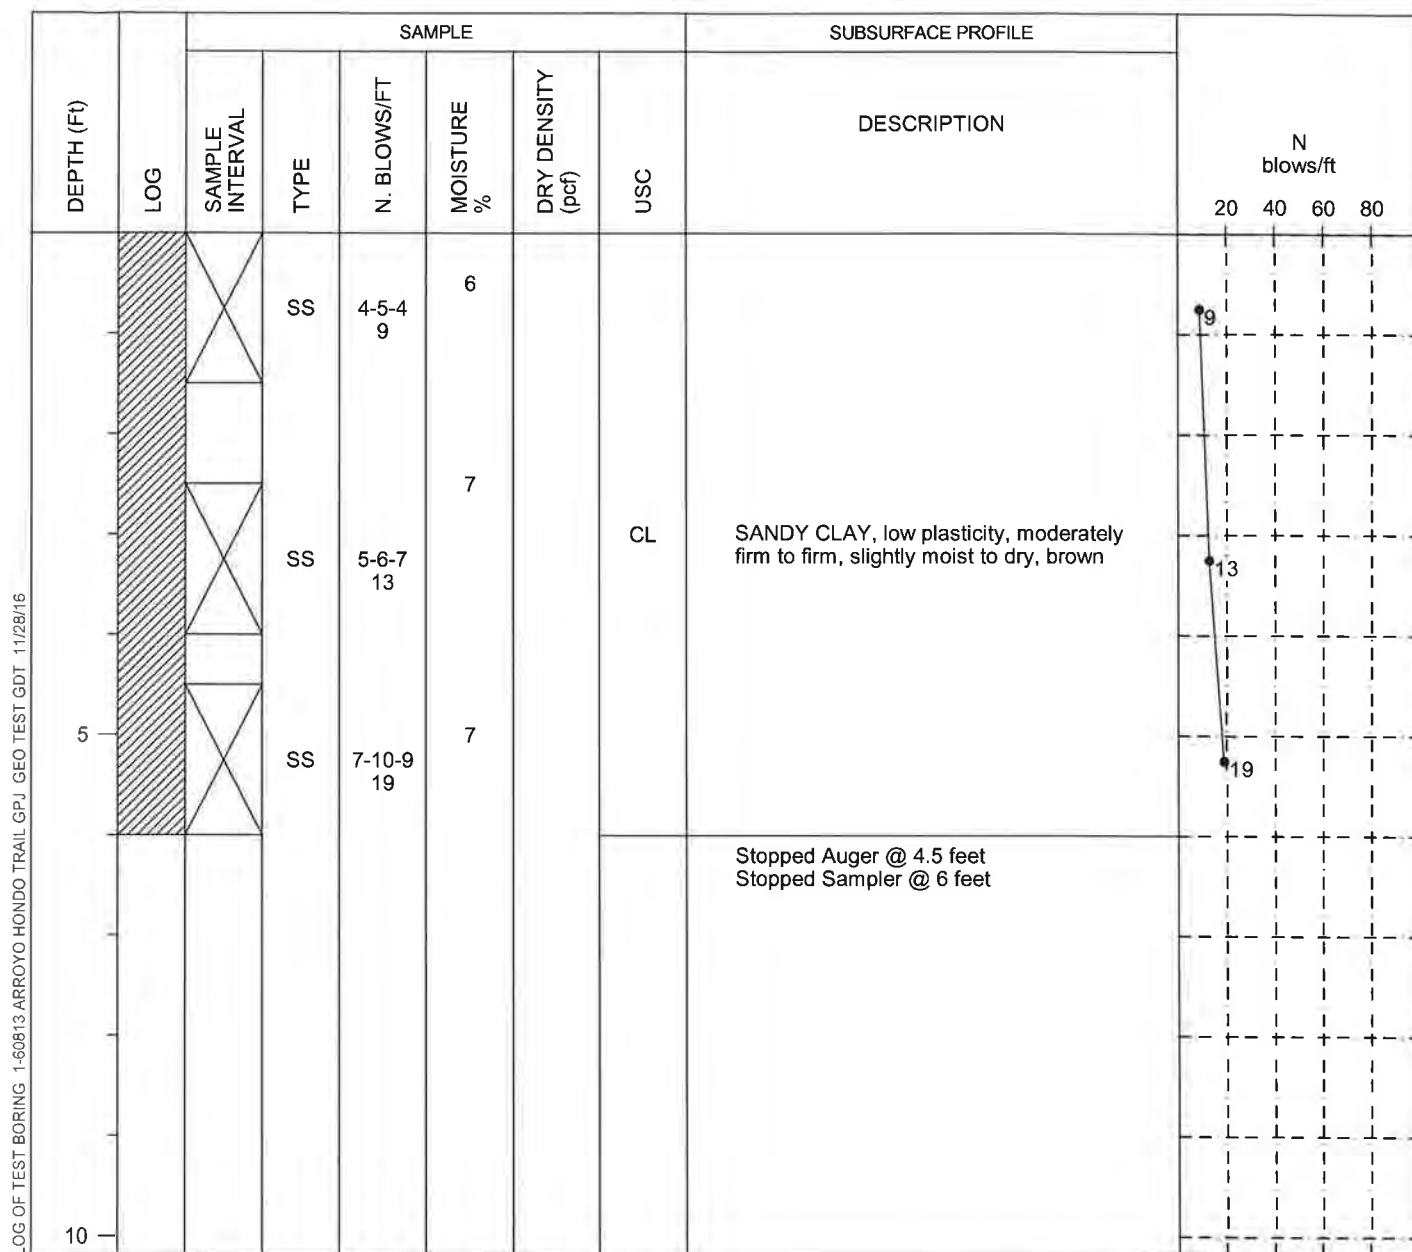 SAMPLE
SUBSURFACE PROFILE
DEPTH (Ft)
LOG
SAMPLE
INTERVAL
TYPE
N. BLOWS/FT
MOISTURE
%
DRY DENSITY
(pcf)
USC
DESCRIPTION
N
blows/ft
20 40 60 80
6
SS
4-5-4
9
9
7
SS
5-6-7
13
CL
SANDY CLAY, low plasticity, moderately
firm to firm, slightly moist to dry, brown
13
5
7
SS
7-10-9
19
19
Stopped Auger @ 4.5 feet
Stopped Sampler @ 6 feet
10
LOG OF TEST BORING 1-60813 ARROYO HONDO TRAIL GPJ GEO TEST GDT 11/28/16